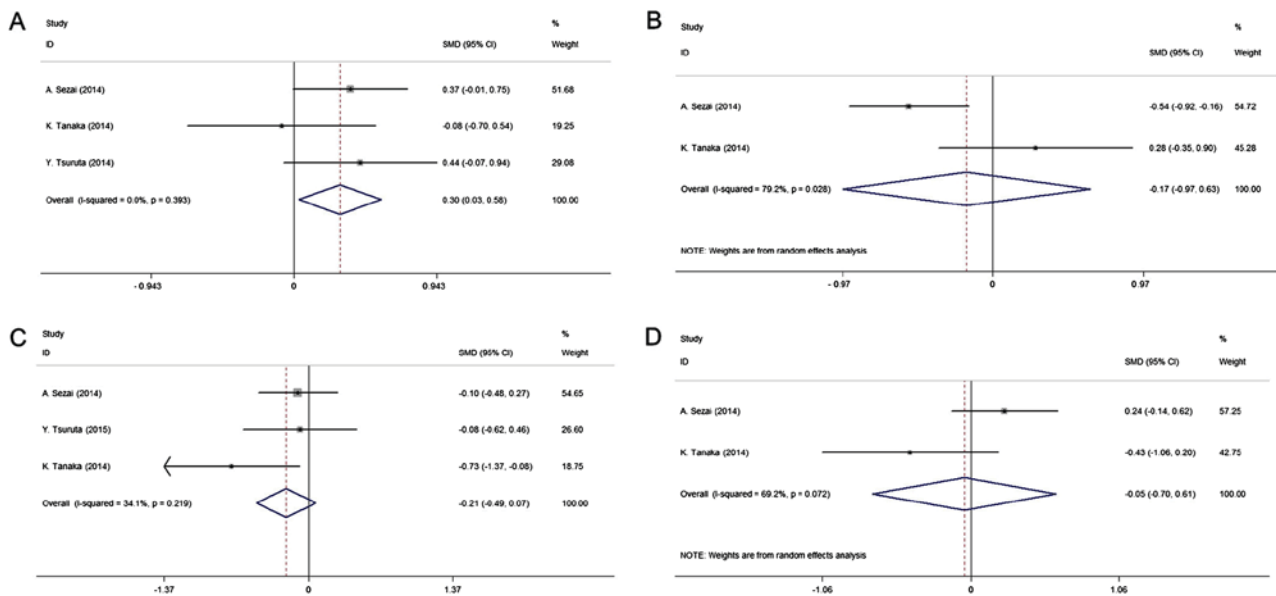 A
Study %
ID SMD (95% CI) Weight
A. Sezai (2014) 0.37 (-0.01, 0.75) 51.68
K. Tanaka (2014) -0.08 (-0.70, 0.54) 19.25
Y. Tsuruta (2014) 0.44 (-0.07, 0.94) 29.08
Overall (I-squared = 0.0%, p = 0.393) 0.30 (0.03, 0.58) 100.00
-0.943 0 0.943
B
Study %
ID SMD (95% CI) Weight
A. Sezai (2014) -0.54 (-0.92, -0.16) 54.72
K. Tanaka (2014) 0.28 (-0.35, 0.90) 45.28
Overall (I-squared = 79.2%, p = 0.028) -0.17 (-0.97, 0.63) 100.00
NOTE: Weights are from random effects analysis
-0.97 0 0.97
C
Study %
ID SMD (95% CI) Weight
A. Sezai (2014) -0.10 (-0.48, 0.27) 54.65
Y. Tsuruta (2015) -0.08 (-0.62, 0.46) 26.60
K. Tanaka (2014) -0.73 (-1.37, -0.08) 18.75
Overall (I-squared = 34.1%, p = 0.219) -0.21 (-0.49, 0.07) 100.00
-1.37 0 1.37
D
Study %
ID SMD (95% CI) Weight
A. Sezai (2014) 0.24 (-0.14, 0.62) 57.25
K. Tanaka (2014) -0.43 (-1.06, 0.20) 42.75
Overall (I-squared = 69.2%, p = 0.072) -0.05 (-0.70, 0.61) 100.00
NOTE: Weights are from random effects analysis
-1.06 0 1.06